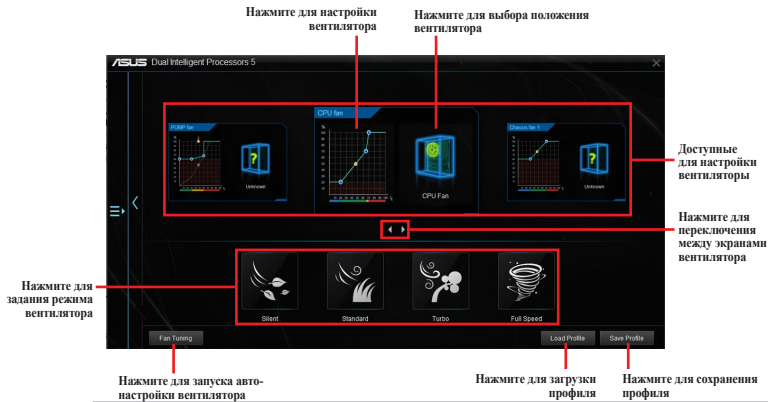 Нажмите для настройки
вентилятора
Нажмите для выбора положения
вентилятора
ASUS Dual Intelligent Processors 5
PUMP fan
Unknown
CPU fan
CPU Fan
Chassis fan 1
Unknown
Доступные
для настройки
вентиляторы
Нажмите для
переключения
между экранами
вентилятора
Нажмите для
задания режима
вентилятора
Silent
Standard
Turbo
Full Speed
Fan Tuning
Load Profile
Save Profile
Нажмите для запуска авто-
настройки вентилятора
Нажмите для загрузки
профиля
Нажмите для сохранения
профиля